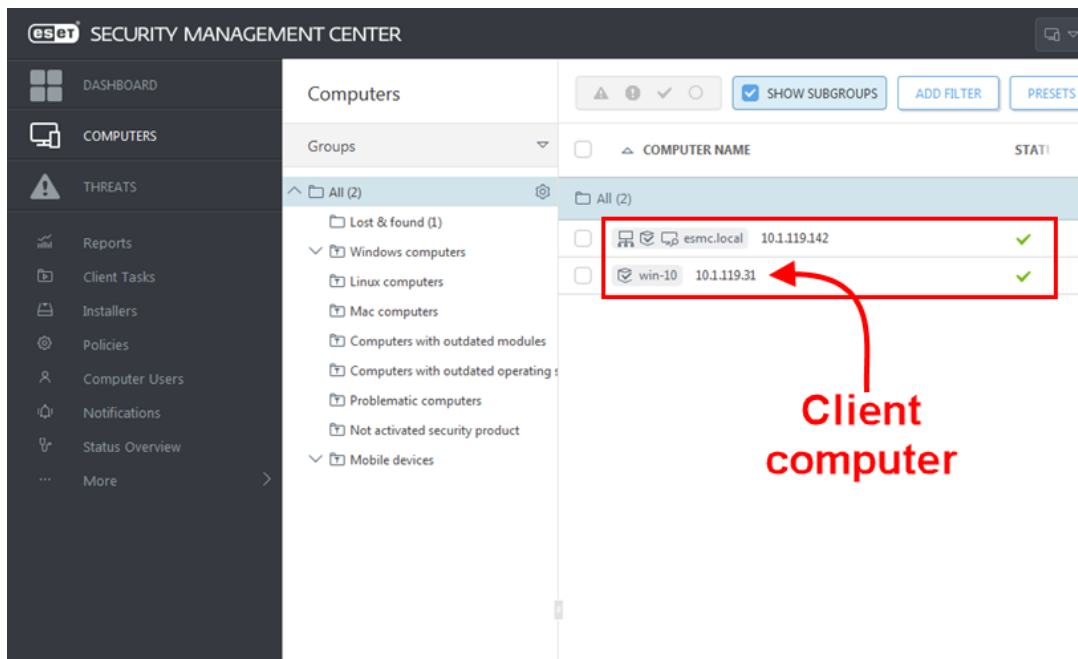 eset SECURITY MANAGEMENT CENTER
DASHBOARD
COMPUTERS
THREATS
Reports
Client Tasks
Installers
Policies
Computer Users
Notifications
Status Overview
More
Computers
Groups
All (2)
Lost & found (1)
Windows computers
Linux computers
Mac computers
Computers with outdated modules
Computers with outdated operating s
Problematic computers
Not activated security product
Mobile devices
SHOW SUBGROUPS ADD FILTER PRESETS
COMPUTER NAME STATU
All (2)
esmc.local 10.1.119.142
win-10 10.1.119.31
Client
computer